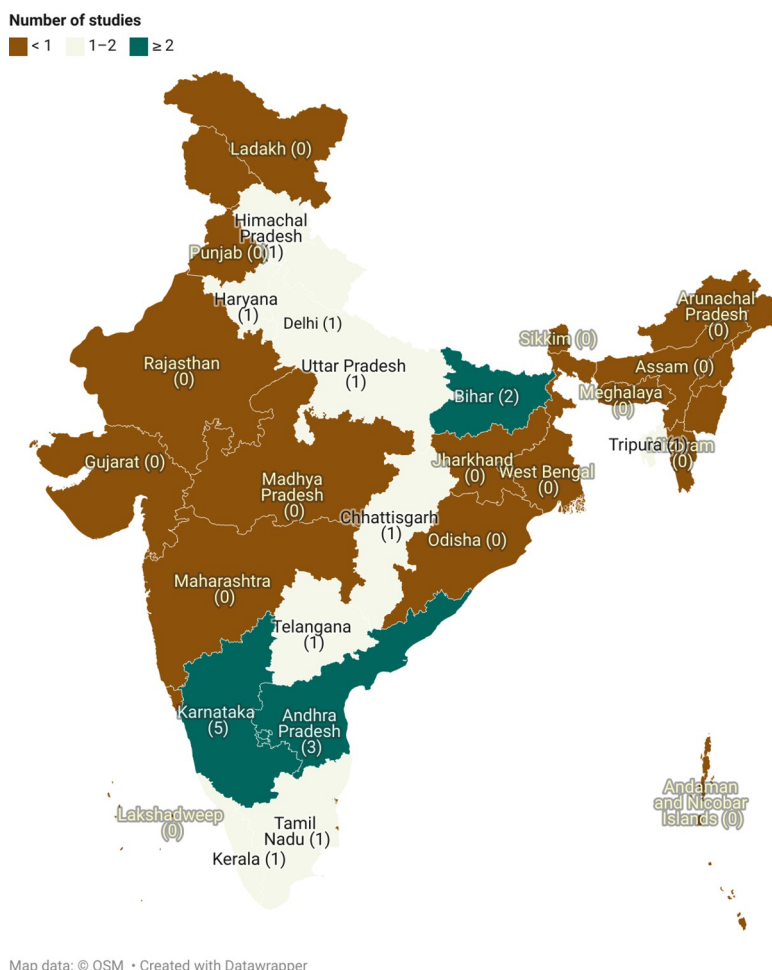 Number of studies
< 1
1–2
≥ 2
Ladakh (0)
Himachal
Pradesh
(1)
Punjab (0)
Haryana
(1)
Delhi (1)
Arunachal
Pradesh
(0)
Sikkim (0)
Rajasthan
(0)
Uttar Pradesh
(1)
Assam (0)
Bihar (2)
Meghalaya
(0)
Tripura (1)
(0)
Gujarat (0)
Jharkhand
(0)
West Bengal
(0)
Madhya
Pradesh
(0)
Chhattisgarh
(1)
Odisha (0)
Maharashtra
(0)
Telangana
(1)
Karnataka
(5)
Andhra
Pradesh
(3)
Andaman
and Nicobar
Islands (0)
Lakshadweep
(0)
Tamil
Nadu (1)
Kerala (1)
Map data: © OSM • Created with Datawrapper